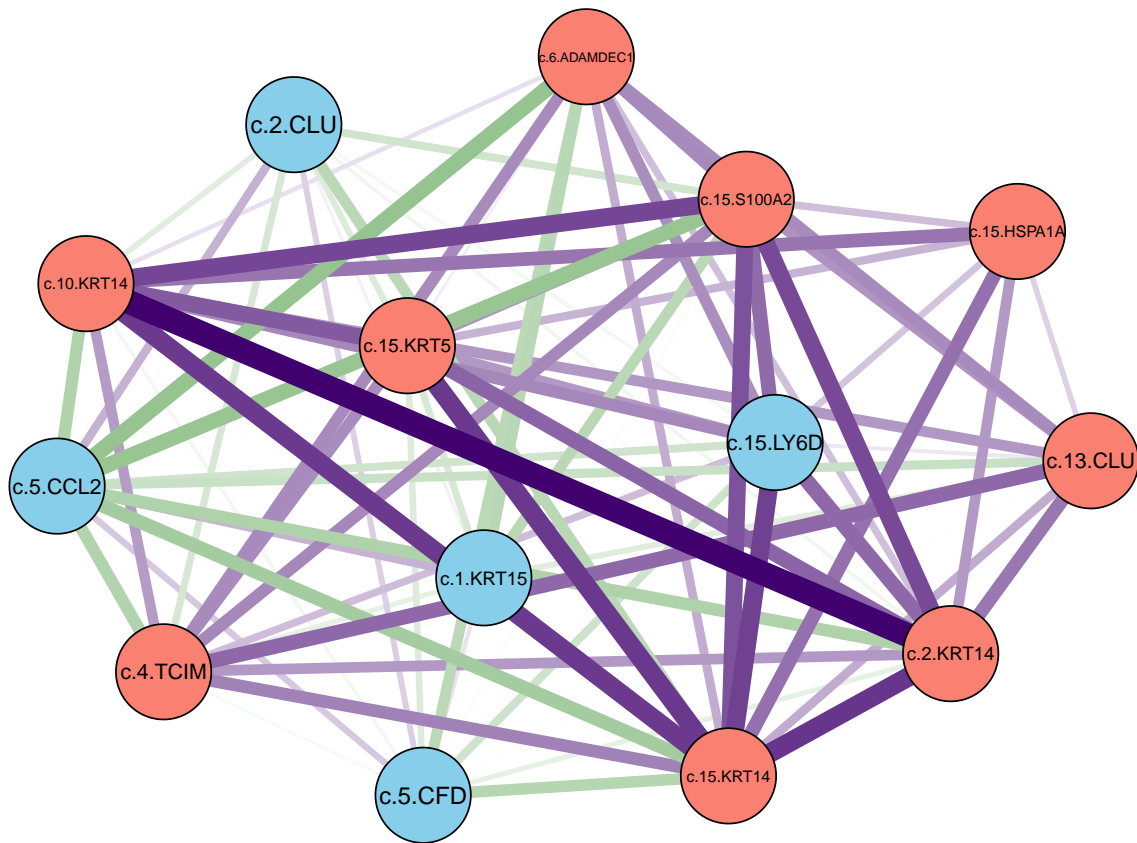 c.6.ADAMDEC1
c.2.CLU
c.15.S100A2
c.15.HSPA1A
c.10.KRT14
c.15.KRT5
c.15.LY6D
c.13.CLU
c.5.CCL2
c.1.KRT15
c.4.TCIM
c.2.KRT14
c.15.KRT14
c.5.CFD